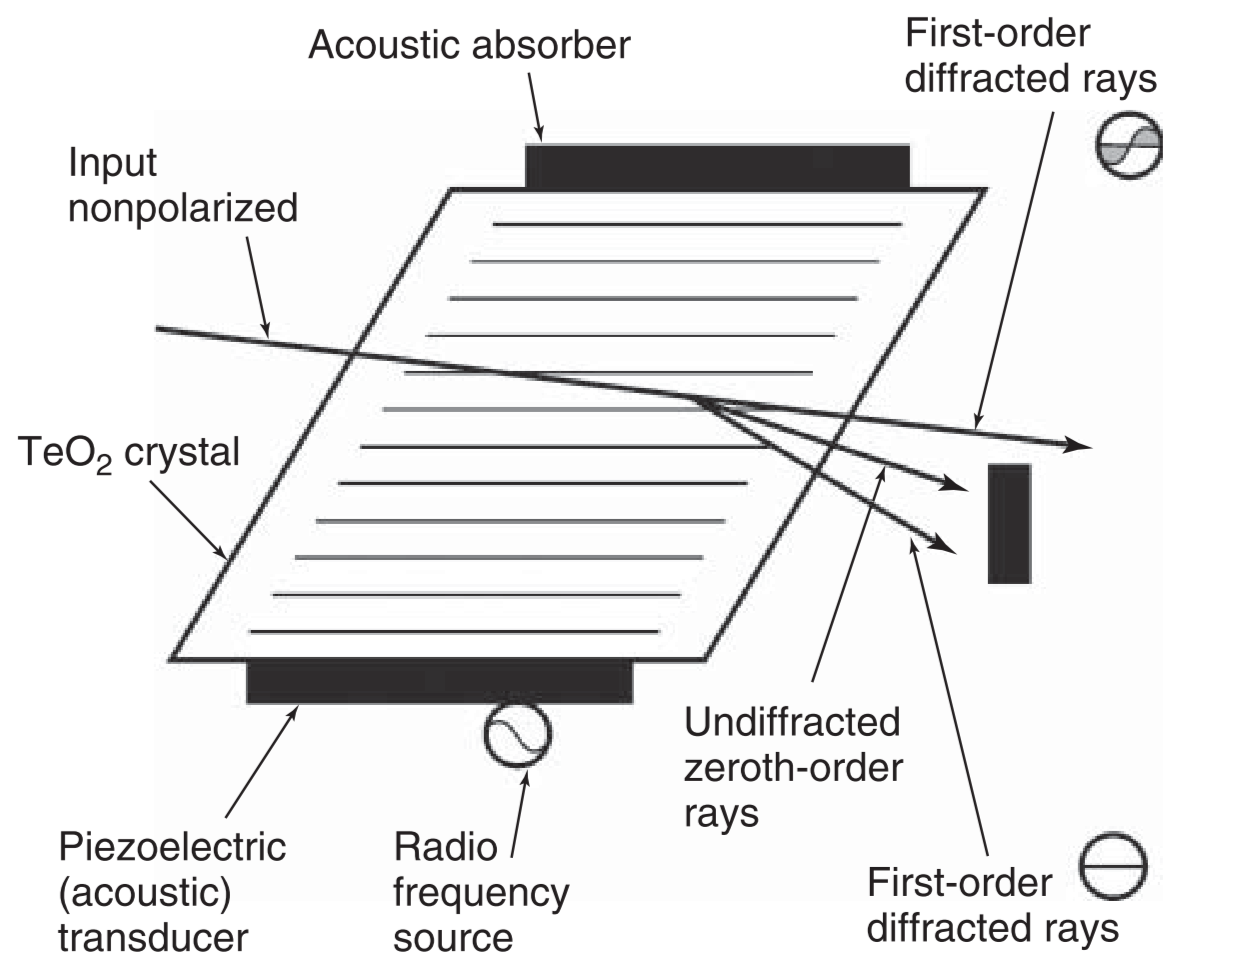 Acoustic absorber
First-order
diffracted rays
Input
nonpolarized
TeO₂ crystal
Undiffracted
zeroth-order
rays
Piezoelectric
(acoustic)
transducer
Radio
frequency
source
First-order
diffracted rays